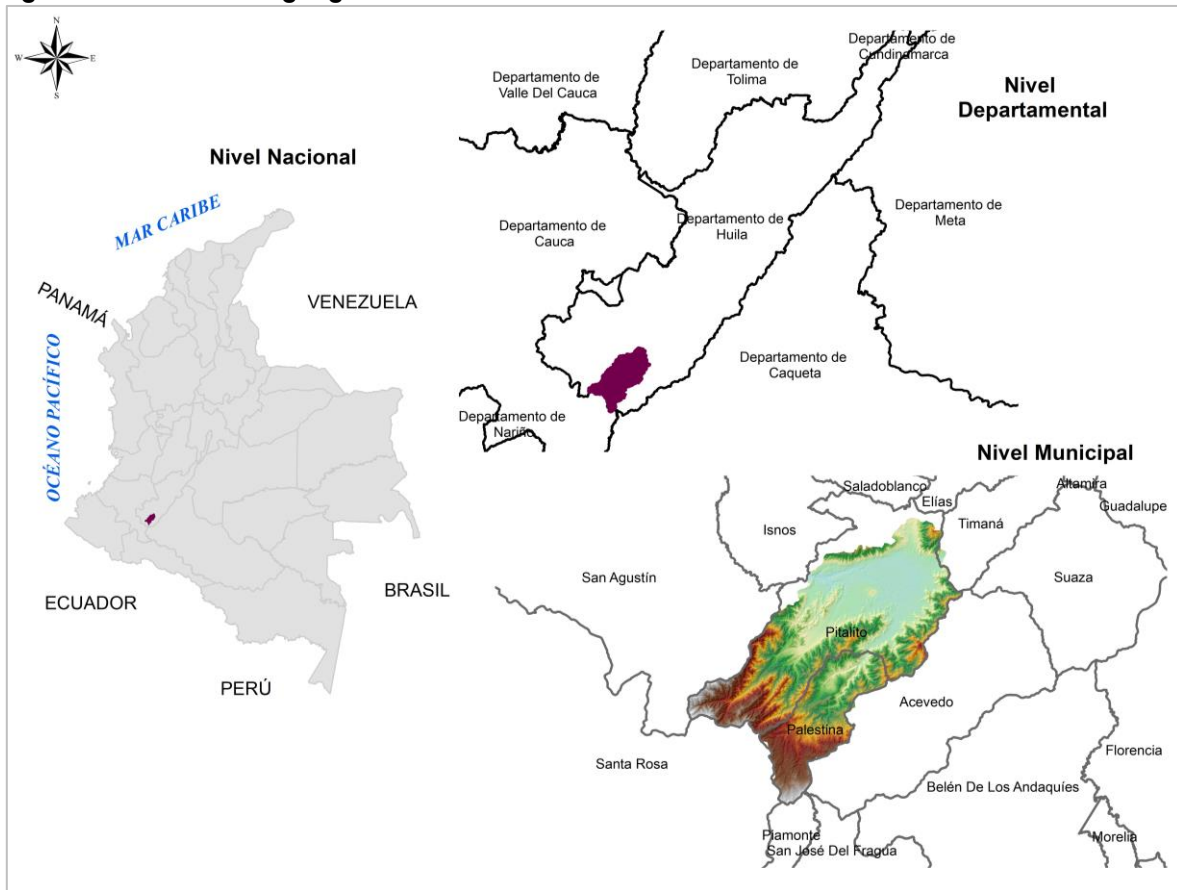 N
W
E
S
Nivel Nacional
MAR CARIBE
PANAMÁ
VENEZUELA
OCÉANO PACÍFICO
ECUADOR
BRASIL
PERÚ
Nivel
Departamental
Departamento de
Cundinamarca
Departamento de
Valle Del Cauca
Departamento de
Tolima
Departamento de
Cauca
Departamento de
Huila
Departamento de
Meta
Departamento de
Caqueta
Departamento de
Nariño
Nivel Municipal
Saladoblanco
Elías
Altamira
Guadalupe
Isnos
Timaná
San Agustín
Suaza
Pitalito
Acevedo
Palestina
Santa Rosa
Florencia
Belén De Los Andaquíes
Piamonte
San José Del Fragua
Morelia